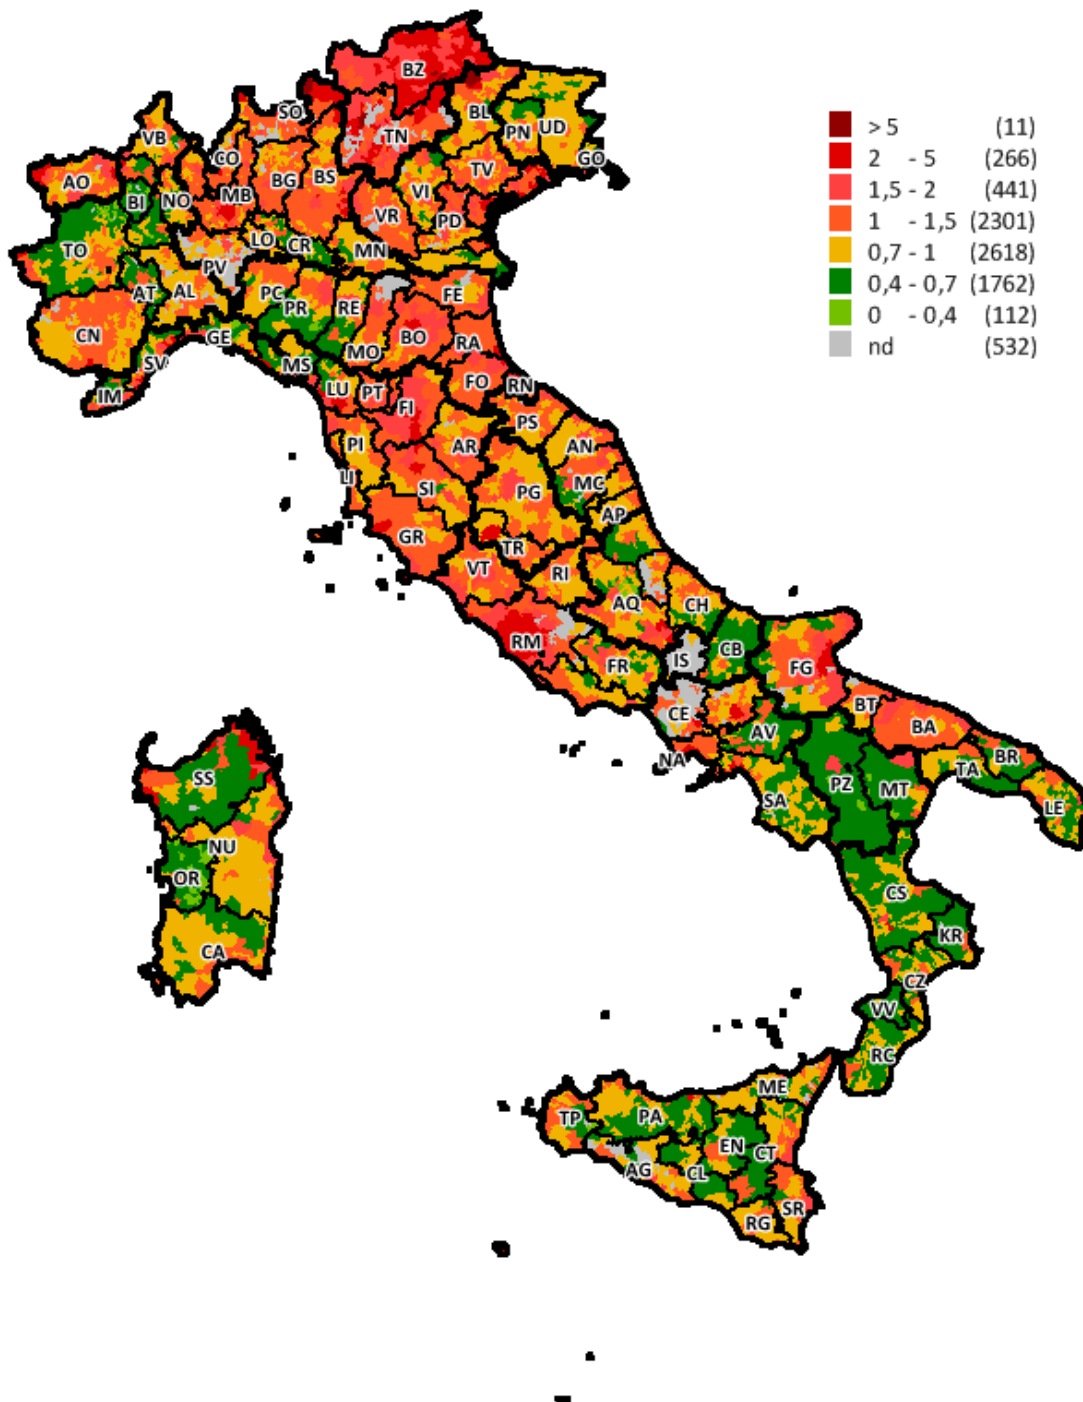 BZ
SO
BL
TN
PN
UD
VB
CO
GO
AO
BG
BS
TV
BI
NO
MB
VI
VR
PD
TO
LO
CR
MN
PV
AT
AL
PC
PR
RE
FE
CN
GE
MO
BO
RA
SV
MS
IM
LU
PT
FO
RN
FI
PS
PI
AR
AN
LI
SI
PG
MC
AP
GR
TR
VT
RI
AQ
CH
RM
FR
IS
CB
FG
CE
BT
AV
BA
NA
BR
TA
PZ
MT
SA
LE
SS
NU
OR
CS
CA
KR
CZ
VV
RC
ME
TP
PA
EN
CT
AG
CL
SR
RG
> 5 (11)
2 - 5 (266)
1,5 - 2 (441)
1 - 1,5 (2301)
0,7 - 1 (2618)
0,4 - 0,7 (1762)
0 - 0,4 (112)
nd (532)